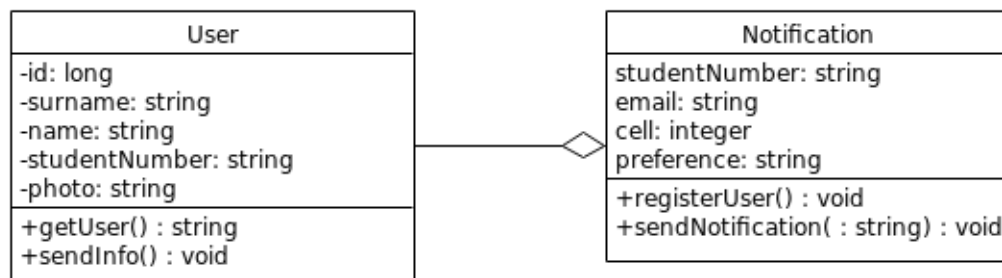 User
-id: long
-surname: string
-name: string
-studentNumber: string
-photo: string
+getUser() : string
+sendInfo() : void
Notification
studentNumber: string
email: string
cell: integer
preference: string
+registerUser() : void
+sendNotification( : string) : void